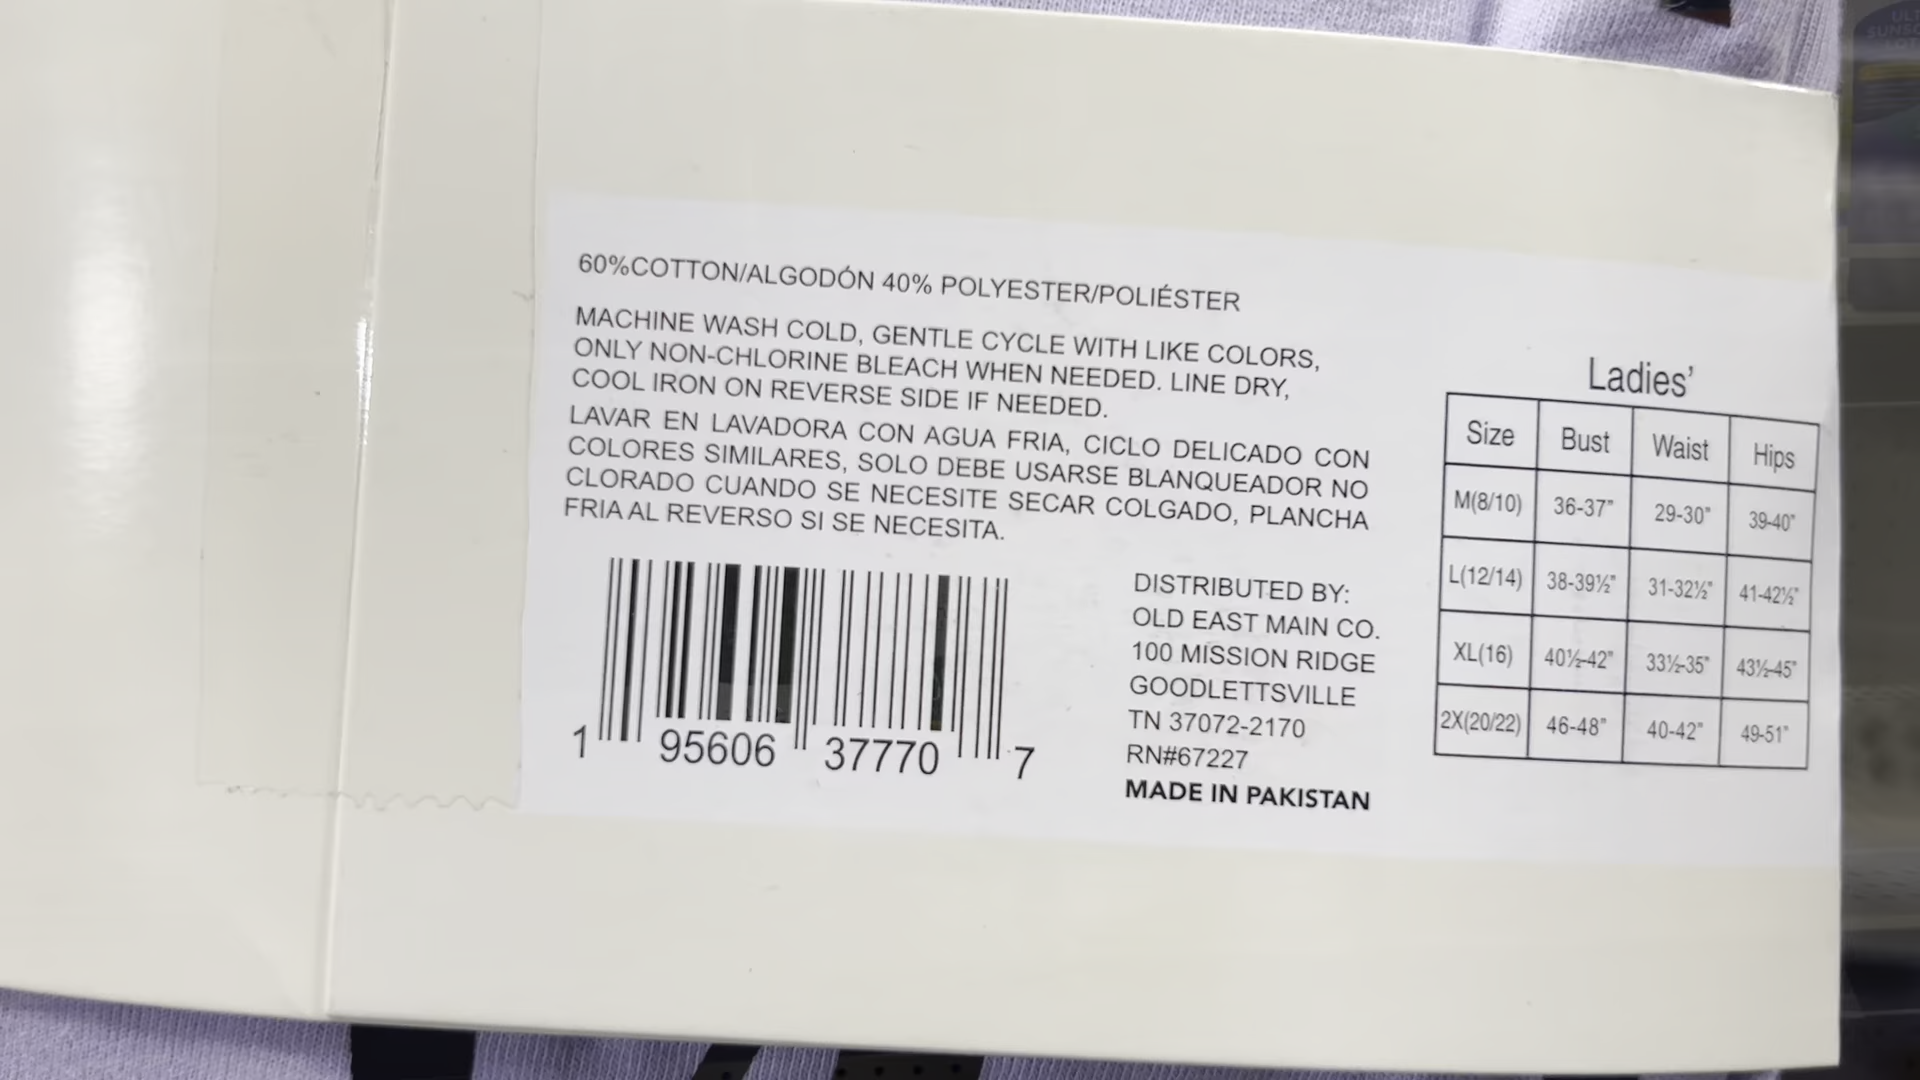 60%COTTON/ALGODÓN 40% POLYESTER/POLIÉSTER
MACHINE WASH COLD, GENTLE CYCLE WITH LIKE COLORS,
ONLY NON-CHLORINE BLEACH WHEN NEEDED. LINE DRY,
COOL IRON ON REVERSE SIDE IF NEEDED.
LAVAR EN LAVADORA CON AGUA FRIA, CICLO DELICADO CON
COLORES SIMILARES, SOLO DEBE USARSE BLANQUEADOR NO
CLORADO CUANDO SE NECESITE SECAR COLGADO, PLANCHA
FRIA AL REVERSO SI SE NECESITA.
1 95606 37770 7
DISTRIBUTED BY:
OLD EAST MAIN CO.
100 MISSION RIDGE
GOODLETTSVILLE
TN 37072-2170
RN#67227
MADE IN PAKISTAN
Ladies'
Size Bust Waist Hips
M(8/10) 36-37" 29-30" 39-40"
L(12/14) 38-39½" 31-32½" 41-42½"
XL(16) 40½-42" 33½-35" 43½-45"
2X(20/22) 46-48" 40-42" 49-51"